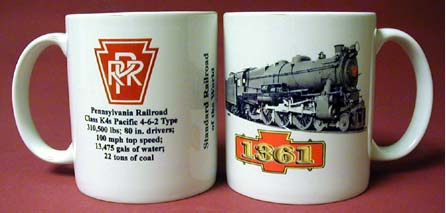 PRR
Pennsylvania Railroad
Class K4s Pacific 4-6-2 Type
310,500 lbs; 80 in. drivers;
100 mph top speed;
13,475 gals of water;
22 tons of coal
Standard Railroad
of the World
1361